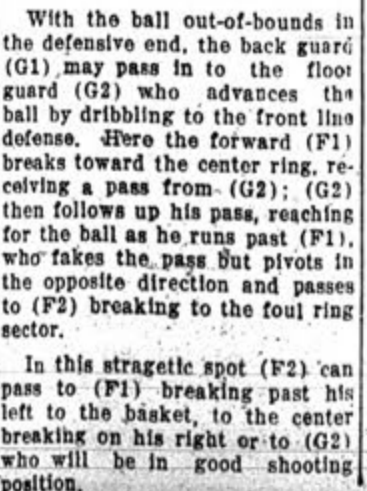 With the ball out-of-bounds in
the defensive end, the back guard
(G1) may pass in to the floor
guard (G2) who advances the
ball by dribbling to the front line
defense. Here the forward (F1)
breaks toward the center ring, re-
ceiving a pass from (G2); (G2)
then follows up his pass, reaching
for the ball as he runs past (F1),
who fakes the pass but pivots in
the opposite direction and passes
to (F2) breaking to the foul ring
sector.
In this stragetic spot (F2) can
pass to (F1) breaking past his
left to the basket, to the center
breaking on his right or to (G2)
who will be in good shooting
position.